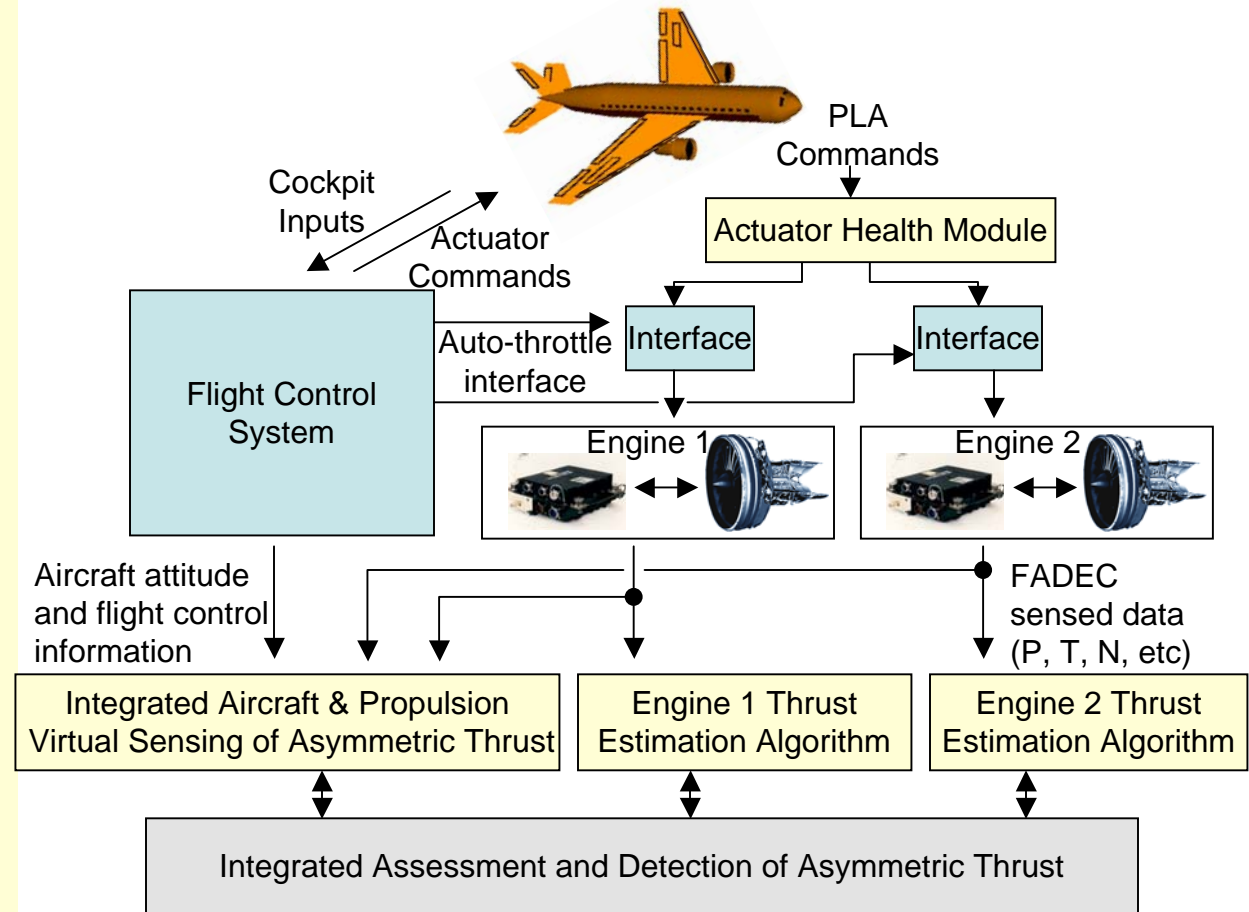 PLA
Commands
Cockpit
Inputs
Actuator
Commands
Actuator Health Module
Flight Control
System
Auto-throttle
interface
Interface
Interface
Engine 1
Engine 2
Aircraft attitude
and flight control
information
FADEC
sensed data
(P, T, N, etc)
Integrated Aircraft & Propulsion
Virtual Sensing of Asymmetric Thrust
Engine 1 Thrust
Estimation Algorithm
Engine 2 Thrust
Estimation Algorithm
Integrated Assessment and Detection of Asymmetric Thrust